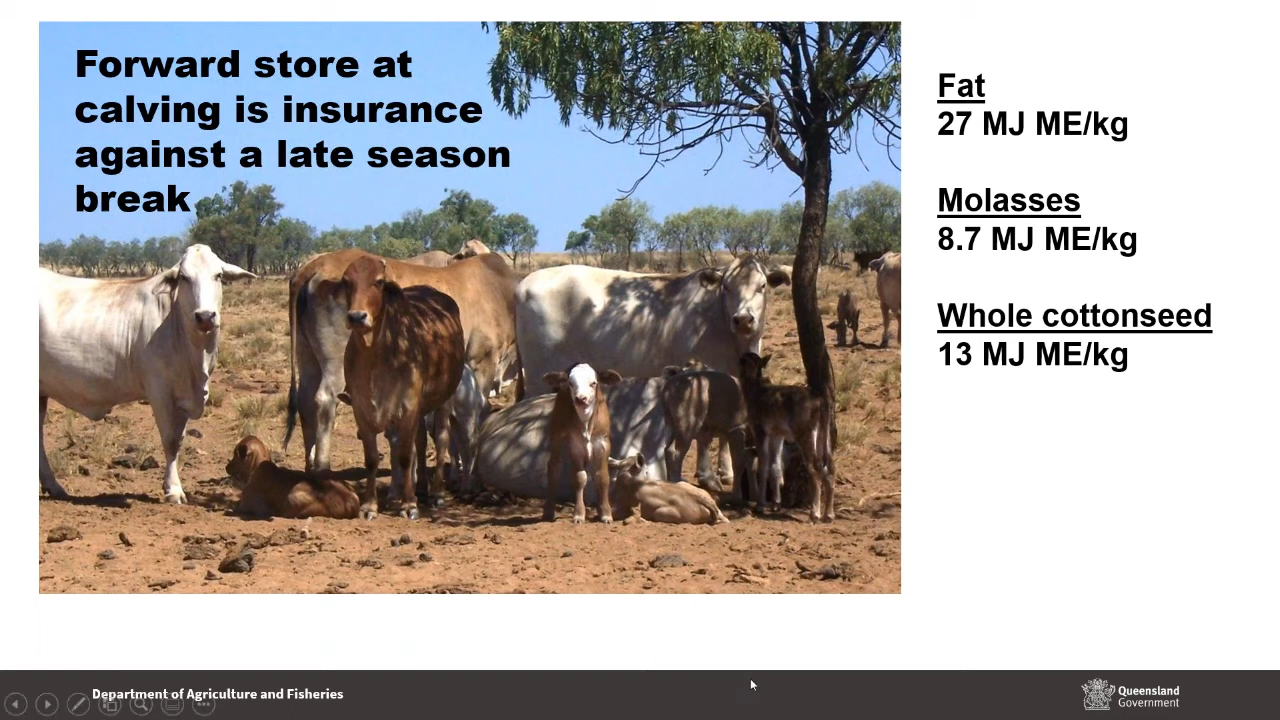 Forward store at
calving is insurance
against a late season
break
Fat
27 MJ ME/kg
Molasses
8.7 MJ ME/kg
Whole cottonseed
13 MJ ME/kg
Department of Agriculture and Fisheries
Queensland
Government